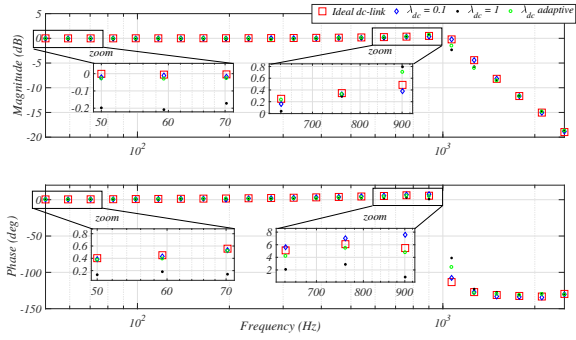 Ideal dc-link λdc = 0.1 λdc = 1 λdc adaptive
Magnitude (dB)
5
0
-5
-10
-15
-20
zoom
0
-0.2
50 60 70
zoom
0.8
0.6
0.4
0.2
0
700 800 900
10² 10³
Phase (deg)
0
-50
-100
-150
zoom
0.8
0.6
0.4
0.2
50 60 70
zoom
8
6
4
2
700 800 900
10² 10³
Frequency (Hz)